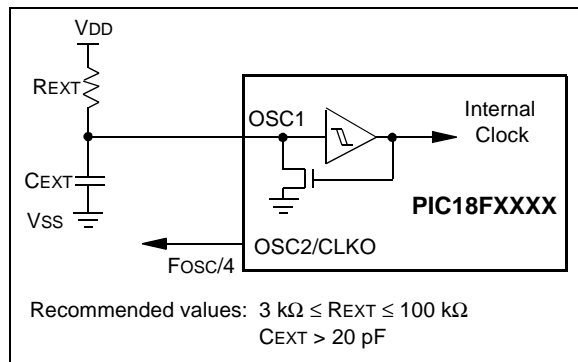 VDD
REXT
OSC1
Internal
Clock
CEXT
PIC18FXXXX
VSS
OSC2/CLKO
FOSC/4
Recommended values: 3 kΩ ≤ REXT ≤ 100 kΩ
CEXT > 20 pF